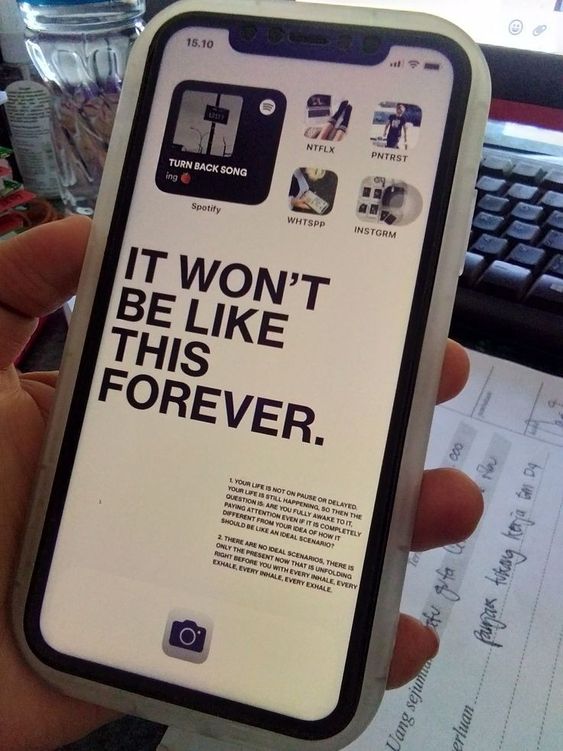 15.10
TURN BACK SONG
ing
Spotify
NTFLX
PNTRST
WHTSPP
INSTGRM
IT WON'T
BE LIKE
THIS
FOREVER.
1. YOUR LIFE IS NOT ON PAUSE OR DELAYED.
YOUR LIFE IS STILL HAPPENING, SO THEN THE
QUESTION IS: ARE YOU FULLY AWAKE TO IT,
PAYING ATTENTION EVEN IF IT IS COMPLETELY
DIFFERENT FROM YOUR IDEA OF HOW IT
SHOULD BE LIKE AN IDEAL SCENARIO?
2. THERE ARE NO IDEAL SCENARIOS, THERE IS
ONLY THE PRESENT NOW THAT IS UNFOLDING
RIGHT BEFORE YOU WITH EVERY INHALE, EVERY
EXHALE, EVERY INHALE, EVERY EXHALE.
000
Uang sejum
erluan